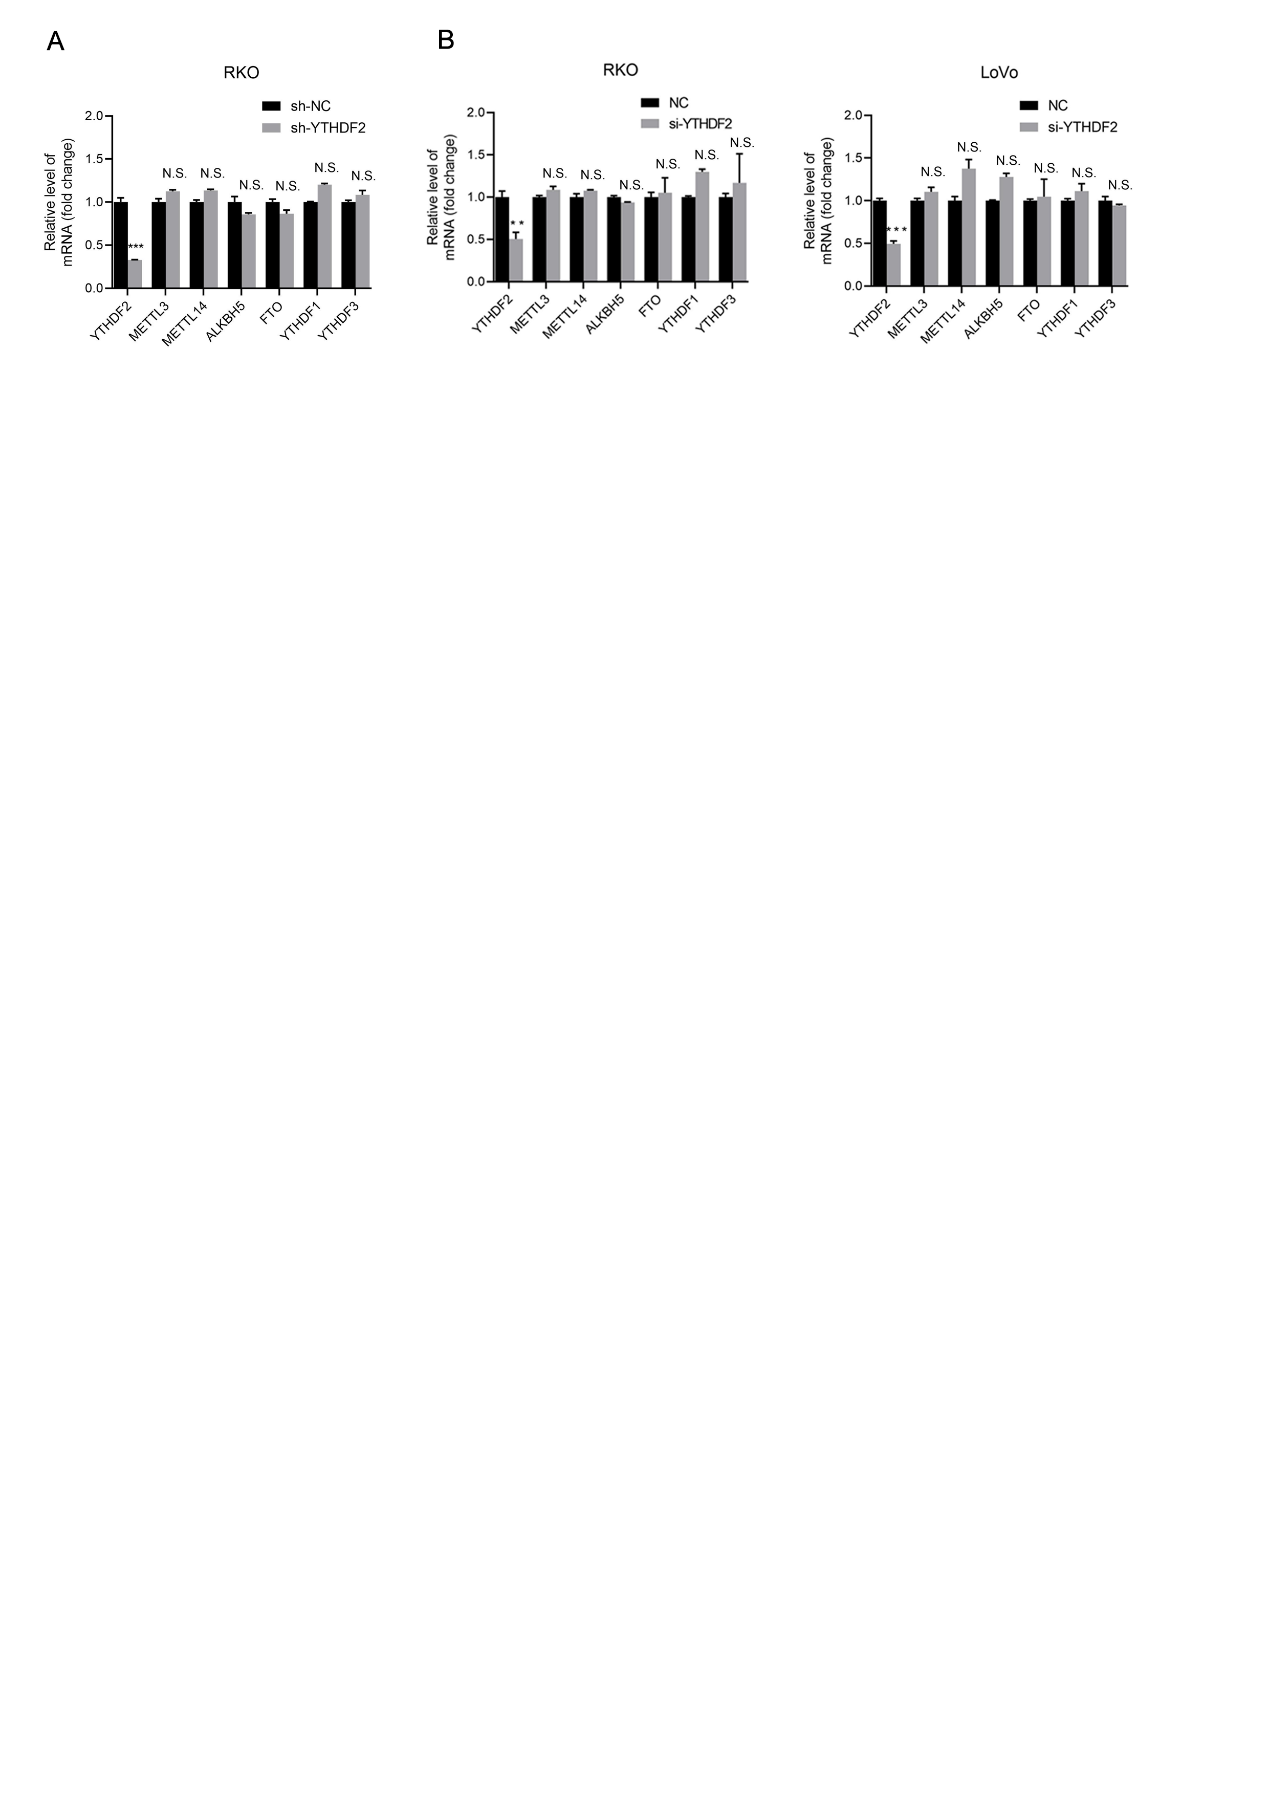 A
RKO
sh-NC
sh-YTHDF2
Relative level of
mRNA (fold change)
2.0
1.5
1.0
0.5
0.0
***
N.S.
N.S.
N.S.
N.S.
N.S.
N.S.
YTHDF2
METTL3
METTL14
ALKBH5
FTO
YTHDF1
YTHDF3
B
RKO
NC
si-YTHDF2
Relative level of
mRNA (fold change)
2.0
1.5
1.0
0.5
0.0
**
N.S.
N.S.
N.S.
N.S.
N.S.
N.S.
YTHDF2
METTL3
METTL14
ALKBH5
FTO
YTHDF1
YTHDF3
LoVo
NC
si-YTHDF2
Relative level of
mRNA (fold change)
2.0
1.5
1.0
0.5
0.0
***
N.S.
N.S.
N.S.
N.S.
N.S.
N.S.
YTHDF2
METTL3
METTL14
ALKBH5
FTO
YTHDF1
YTHDF3